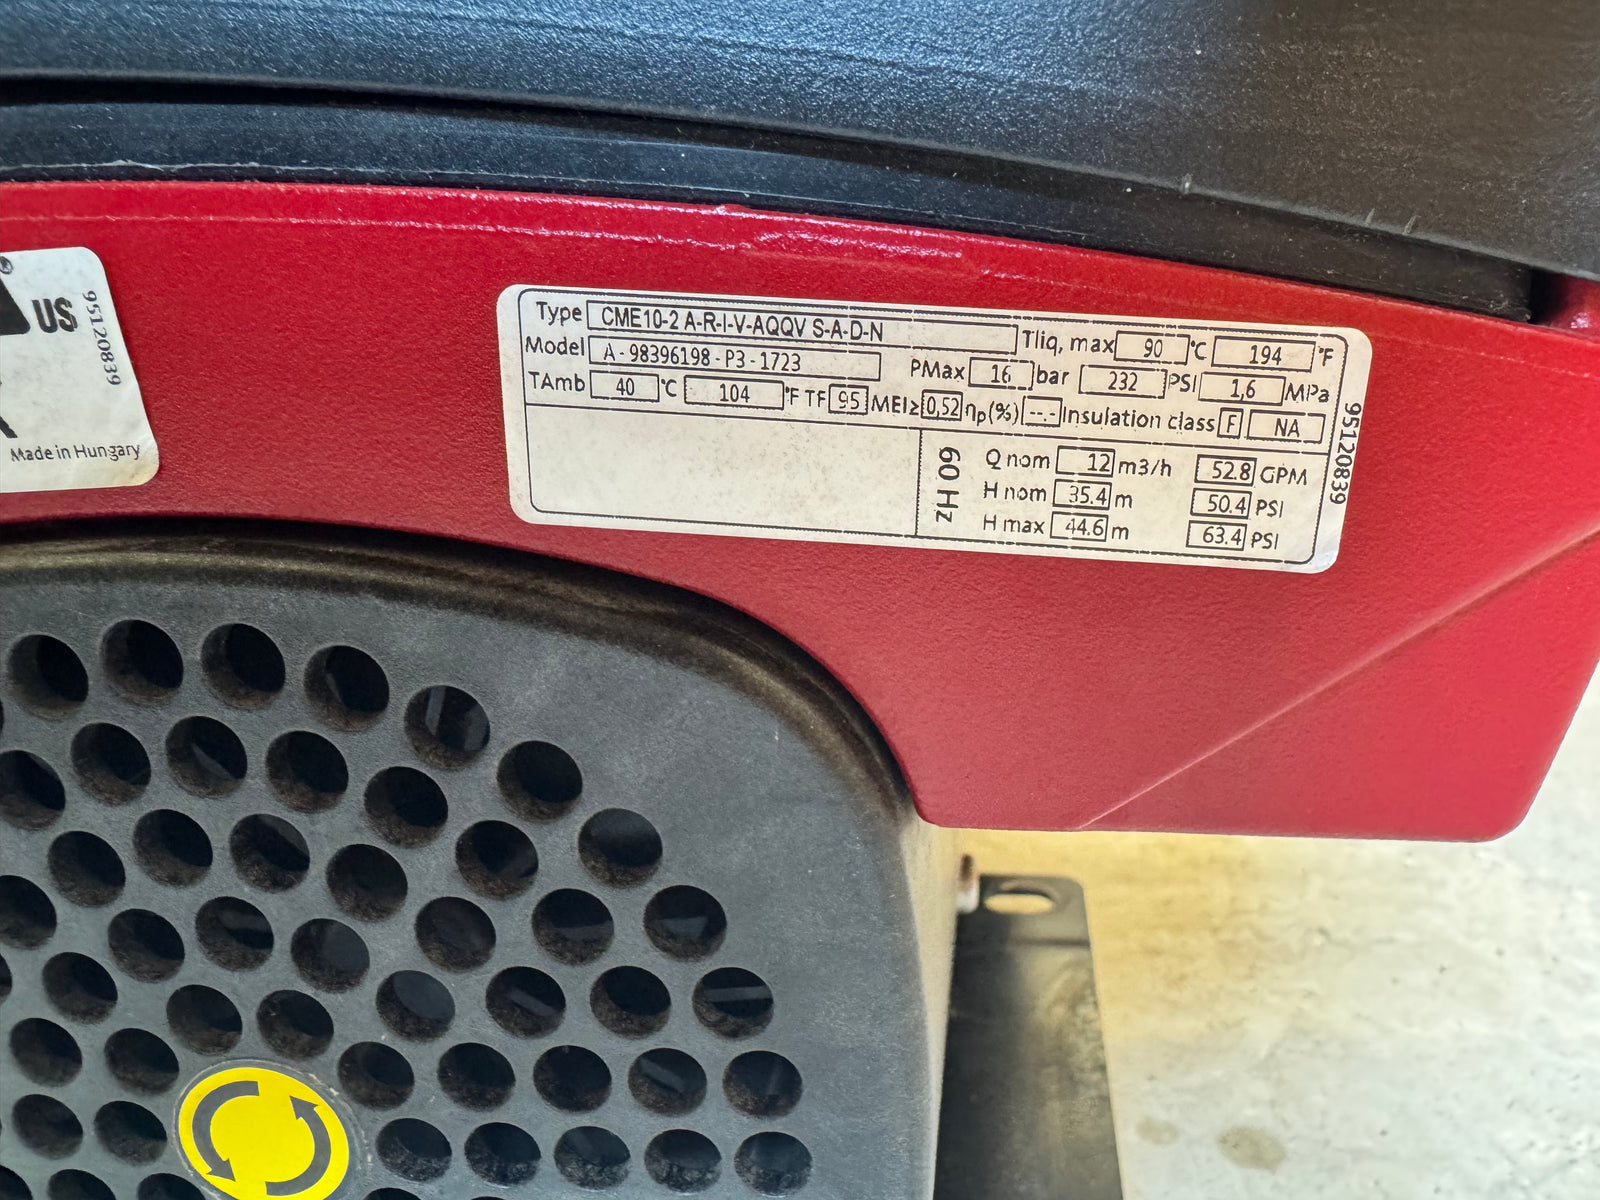 ® US
95120839
Made in Hungary
Type CME10-2 A-R-I-V-AQQV S-A-D-N
Model A - 98396198 - P3 - 1723
Tliq, max 90 °C 194 °F
PMax 16 bar 232 PSI 1,6 MPa
TAmb 40 °C 104 °F TF 95 MEI≥ 0,52 ηp(%) --.- Insulation class F NA
60 Hz
Q nom 12 m3/h 52.8 GPM
H nom 35.4 m 50.4 PSI
H max 44.6 m 63.4 PSI
95120839